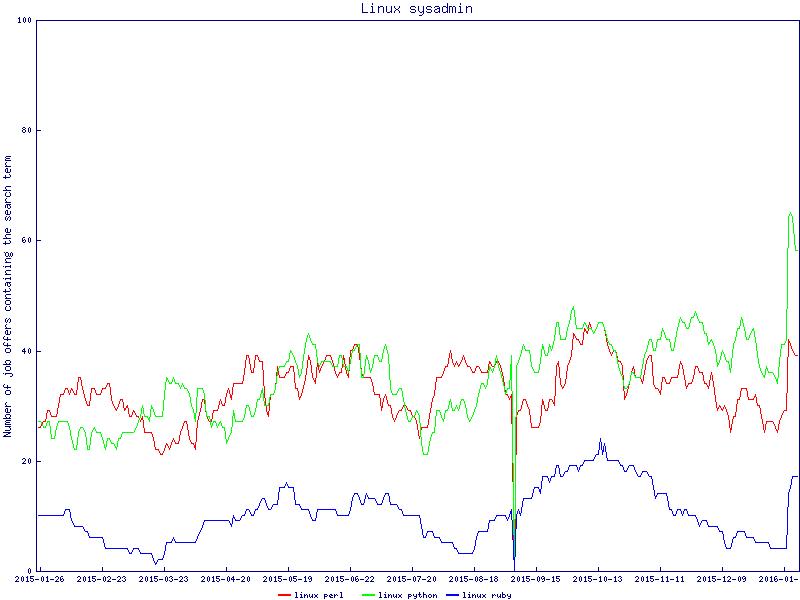 Linux sysadmin
Number of job offers containing the search term
100
80
60
40
20
0
2015-01-26 2015-02-23 2015-03-23 2015-04-20 2015-05-19 2015-06-22 2015-07-20 2015-08-18 2015-09-15 2015-10-13 2015-11-11 2015-12-09 2016-01-
linux perl linux python linux ruby